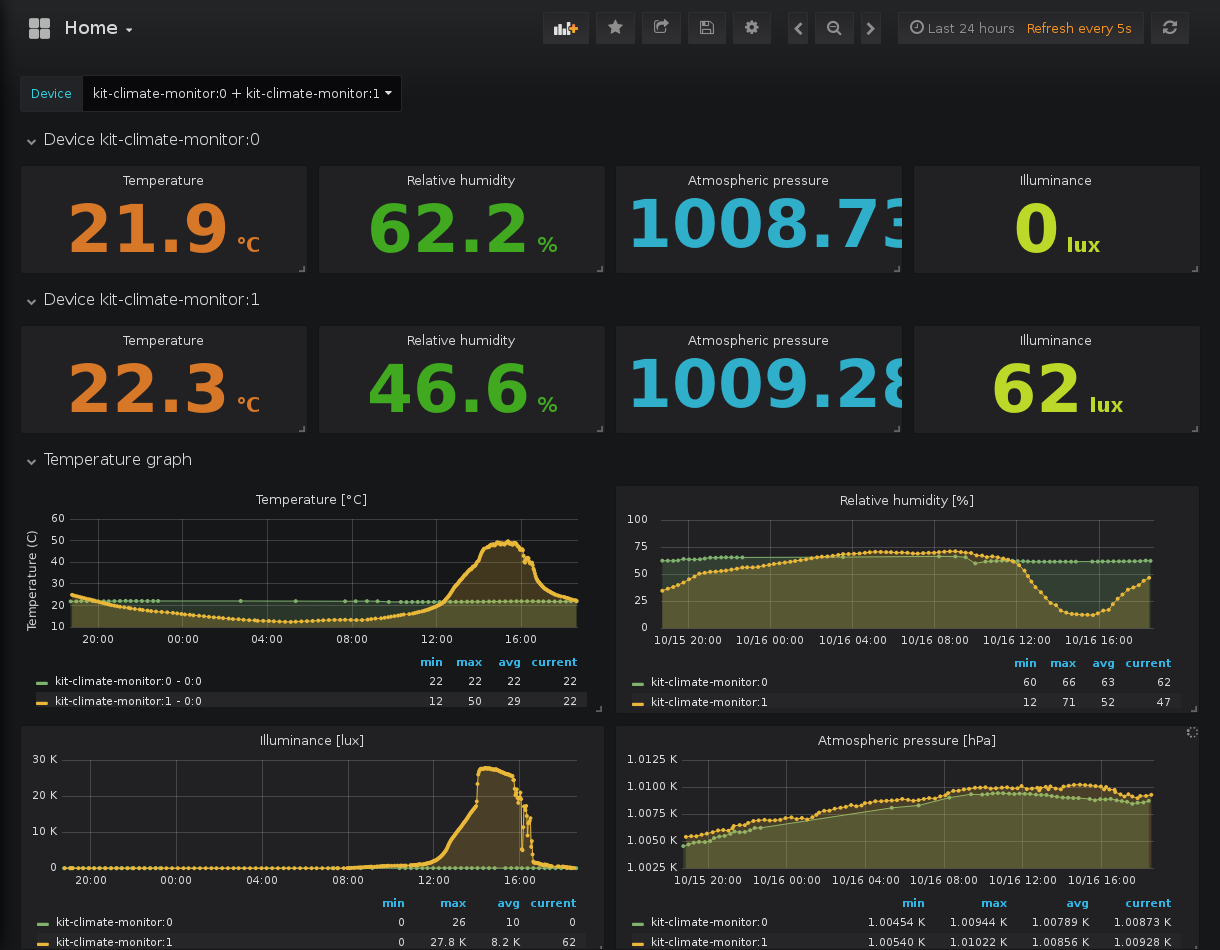 Home
Last 24 hours Refresh every 5s
Device kit-climate-monitor:0 + kit-climate-monitor:1
Device kit-climate-monitor:0
Temperature Relative humidity Atmospheric pressure Illuminance
21.9 °C 62.2 % 1008.73 0 lux
Device kit-climate-monitor:1
Temperature Relative humidity Atmospheric pressure Illuminance
22.3 °C 46.6 % 1009.28 62 lux
Temperature graph
Temperature [°C]
Temperature (C)
60
50
40
30
20
10
20:00 00:00 04:00 08:00 12:00 16:00
min max avg current
kit-climate-monitor:0 - 0:0 22 22 22 22
kit-climate-monitor:1 - 0:0 12 50 29 22
Relative humidity [%]
100
75
50
25
0
10/15 20:00 10/16 00:00 10/16 04:00 10/16 08:00 10/16 12:00 10/16 16:00
min max avg current
kit-climate-monitor:0 60 66 63 62
kit-climate-monitor:1 12 71 52 47
Illuminance [lux]
30 K
20 K
10 K
0
20:00 00:00 04:00 08:00 12:00 16:00
min max avg current
kit-climate-monitor:0 0 26 10 0
kit-climate-monitor:1 0 27.8 K 8.2 K 62
Atmospheric pressure [hPa]
1.0125 K
1.0100 K
1.0075 K
1.0050 K
1.0025 K
10/15 20:00 10/16 00:00 10/16 04:00 10/16 08:00 10/16 12:00 10/16 16:00
min max avg current
kit-climate-monitor:0 1.00454 K 1.00944 K 1.00789 K 1.00873 K
kit-climate-monitor:1 1.00540 K 1.01022 K 1.00856 K 1.00928 K